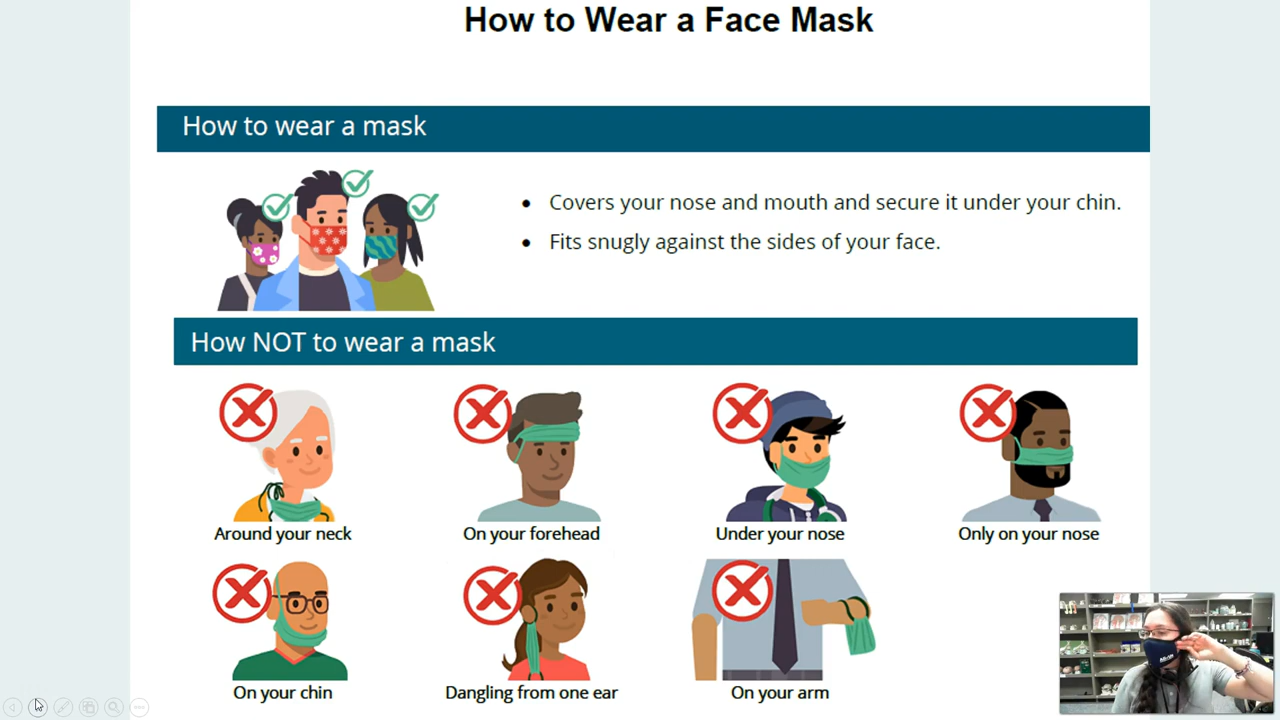 How to Wear a Face Mask
How to wear a mask
• Covers your nose and mouth and secure it under your chin.
• Fits snugly against the sides of your face.
How NOT to wear a mask
Around your neck
On your forehead
Under your nose
Only on your nose
On your chin
Dangling from one ear
On your arm